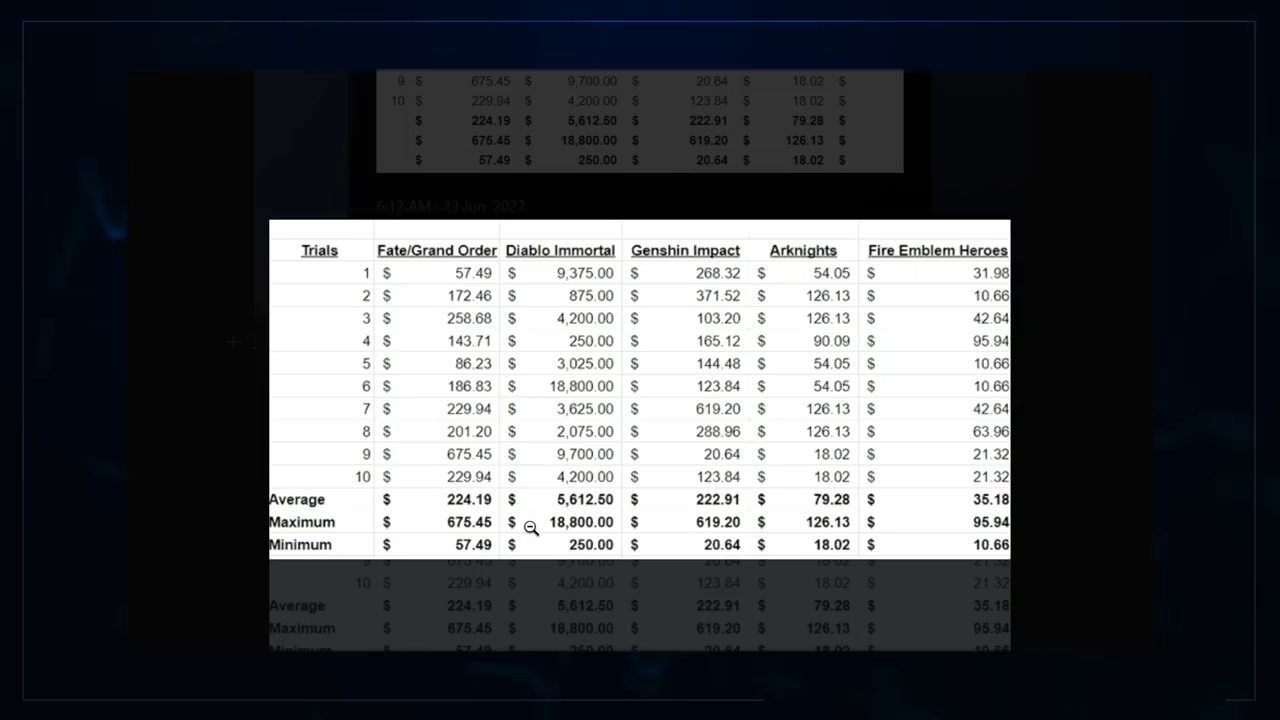 9 $ 675.45 $ 9,700.00 $ 20.64 $ 18.02 $
10 $ 229.94 $ 4,200.00 $ 123.84 $ 18.02 $
$ 224.19 $ 5,612.50 $ 222.91 $ 79.28 $
$ 675.45 $ 18,800.00 $ 619.20 $ 126.13 $
$ 57.49 $ 250.00 $ 20.64 $ 18.02 $
6:12 AM - 23 Jun, 2022
Trials Fate/Grand Order Diablo Immortal Genshin Impact Arknights Fire Emblem Heroes
1 $ 57.49 $ 9,375.00 $ 268.32 $ 54.05 $ 31.98
2 $ 172.46 $ 875.00 $ 371.52 $ 126.13 $ 10.66
3 $ 258.68 $ 4,200.00 $ 103.20 $ 126.13 $ 42.64
4 $ 143.71 $ 250.00 $ 165.12 $ 90.09 $ 95.94
5 $ 86.23 $ 3,025.00 $ 144.48 $ 54.05 $ 10.66
6 $ 186.83 $ 18,800.00 $ 123.84 $ 54.05 $ 10.66
7 $ 229.94 $ 3,625.00 $ 619.20 $ 126.13 $ 42.64
8 $ 201.20 $ 2,075.00 $ 288.96 $ 126.13 $ 63.96
9 $ 675.45 $ 9,700.00 $ 20.64 $ 18.02 $ 21.32
10 $ 229.94 $ 4,200.00 $ 123.84 $ 18.02 $ 21.32
Average $ 224.19 $ 5,612.50 $ 222.91 $ 79.28 $ 35.18
Maximum $ 675.45 $ 18,800.00 $ 619.20 $ 126.13 $ 95.94
Minimum $ 57.49 $ 250.00 $ 20.64 $ 18.02 $ 10.66
10 $ 229.94 $ 4,200.00 $ 123.84 $ 18.02 $ 21.32
Average $ 224.19 $ 5,612.50 $ 222.91 $ 79.28 $ 35.18
Maximum $ 675.45 $ 18,800.00 $ 619.20 $ 126.13 $ 95.94